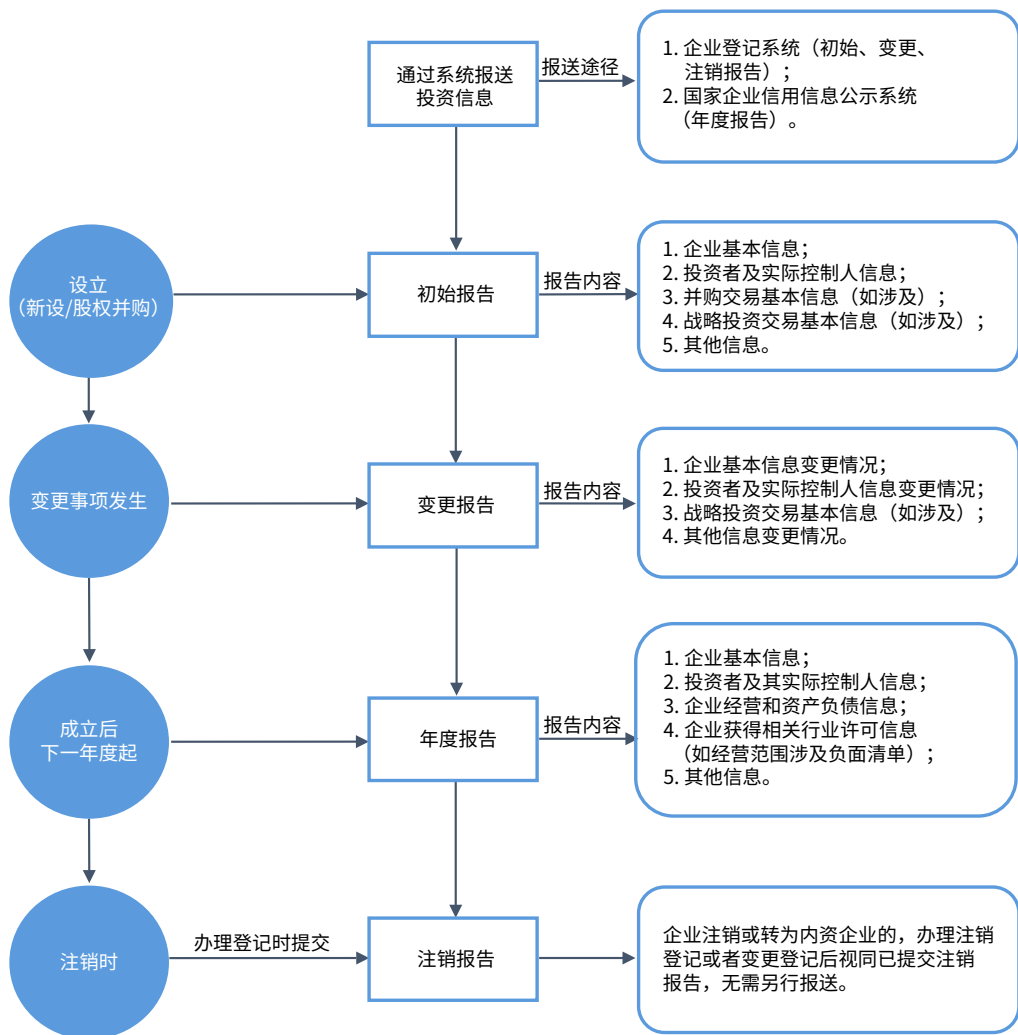 通过系统报送
投资信息
报送途径
1. 企业登记系统（初始、变更、
注销报告）；
2. 国家企业信用信息公示系统
（年度报告）。
设立
（新设/股权并购）
初始报告
报告内容
1. 企业基本信息；
2. 投资者及实际控制人信息；
3. 并购交易基本信息（如涉及）；
4. 战略投资交易基本信息（如涉及）；
5. 其他信息。
变更事项发生
变更报告
报告内容
1. 企业基本信息变更情况；
2. 投资者及实际控制人信息变更情况；
3. 战略投资交易基本信息（如涉及）；
4. 其他信息变更情况。
成立后
下一年度起
年度报告
报告内容
1. 企业基本信息；
2. 投资者及其实际控制人信息；
3. 企业经营和资产负债信息；
4. 企业获得相关行业许可信息
（如经营范围涉及负面清单）；
5. 其他信息。
注销时
办理登记时提交
注销报告
企业注销或转为内资企业的，办理注销
登记或者变更登记后视同已提交注销
报告，无需另行报送。